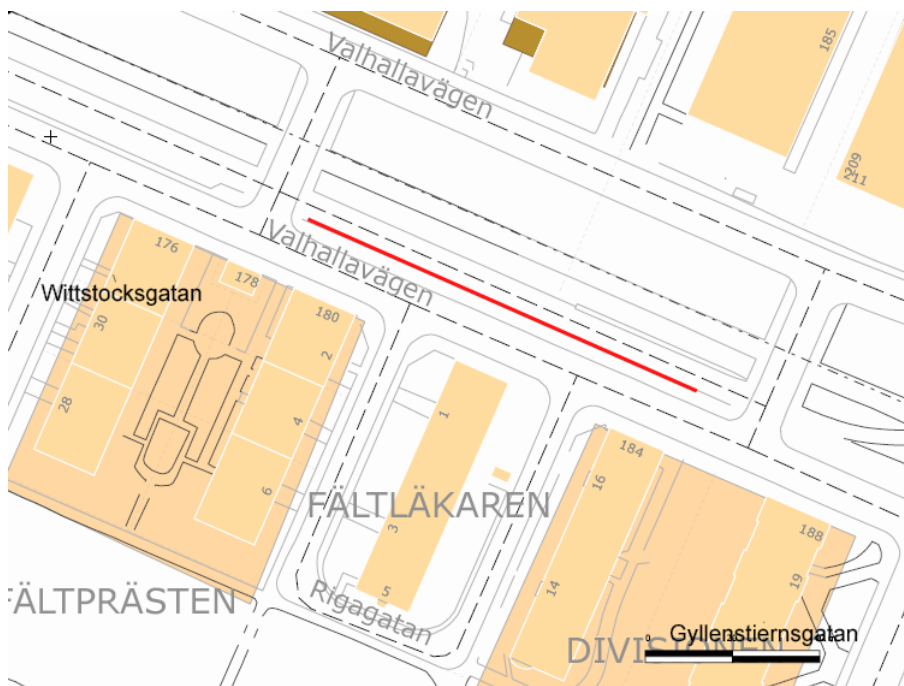 Valhallavägen
185
209
211
Valhallavägen
176
178
Wittstocksgatan
180
30
2
28
4
6
1
3
5
FÄLTLÄKAREN
184
16
14
188
19
FÄLTPRÄSTEN
Rigagatan
Gyllenstiernsgatan
DIVISIONEN